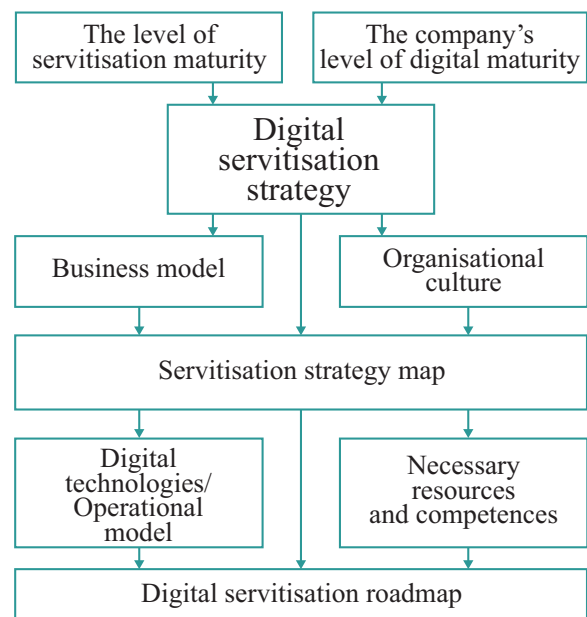 The level of
servitisation maturity
The company's
level of digital maturity
Digital
servitisation
strategy
Business model
Organisational
culture
Servitisation strategy map
Digital
technologies/
Operational
model
Necessary
resources
and competences
Digital servitisation roadmap